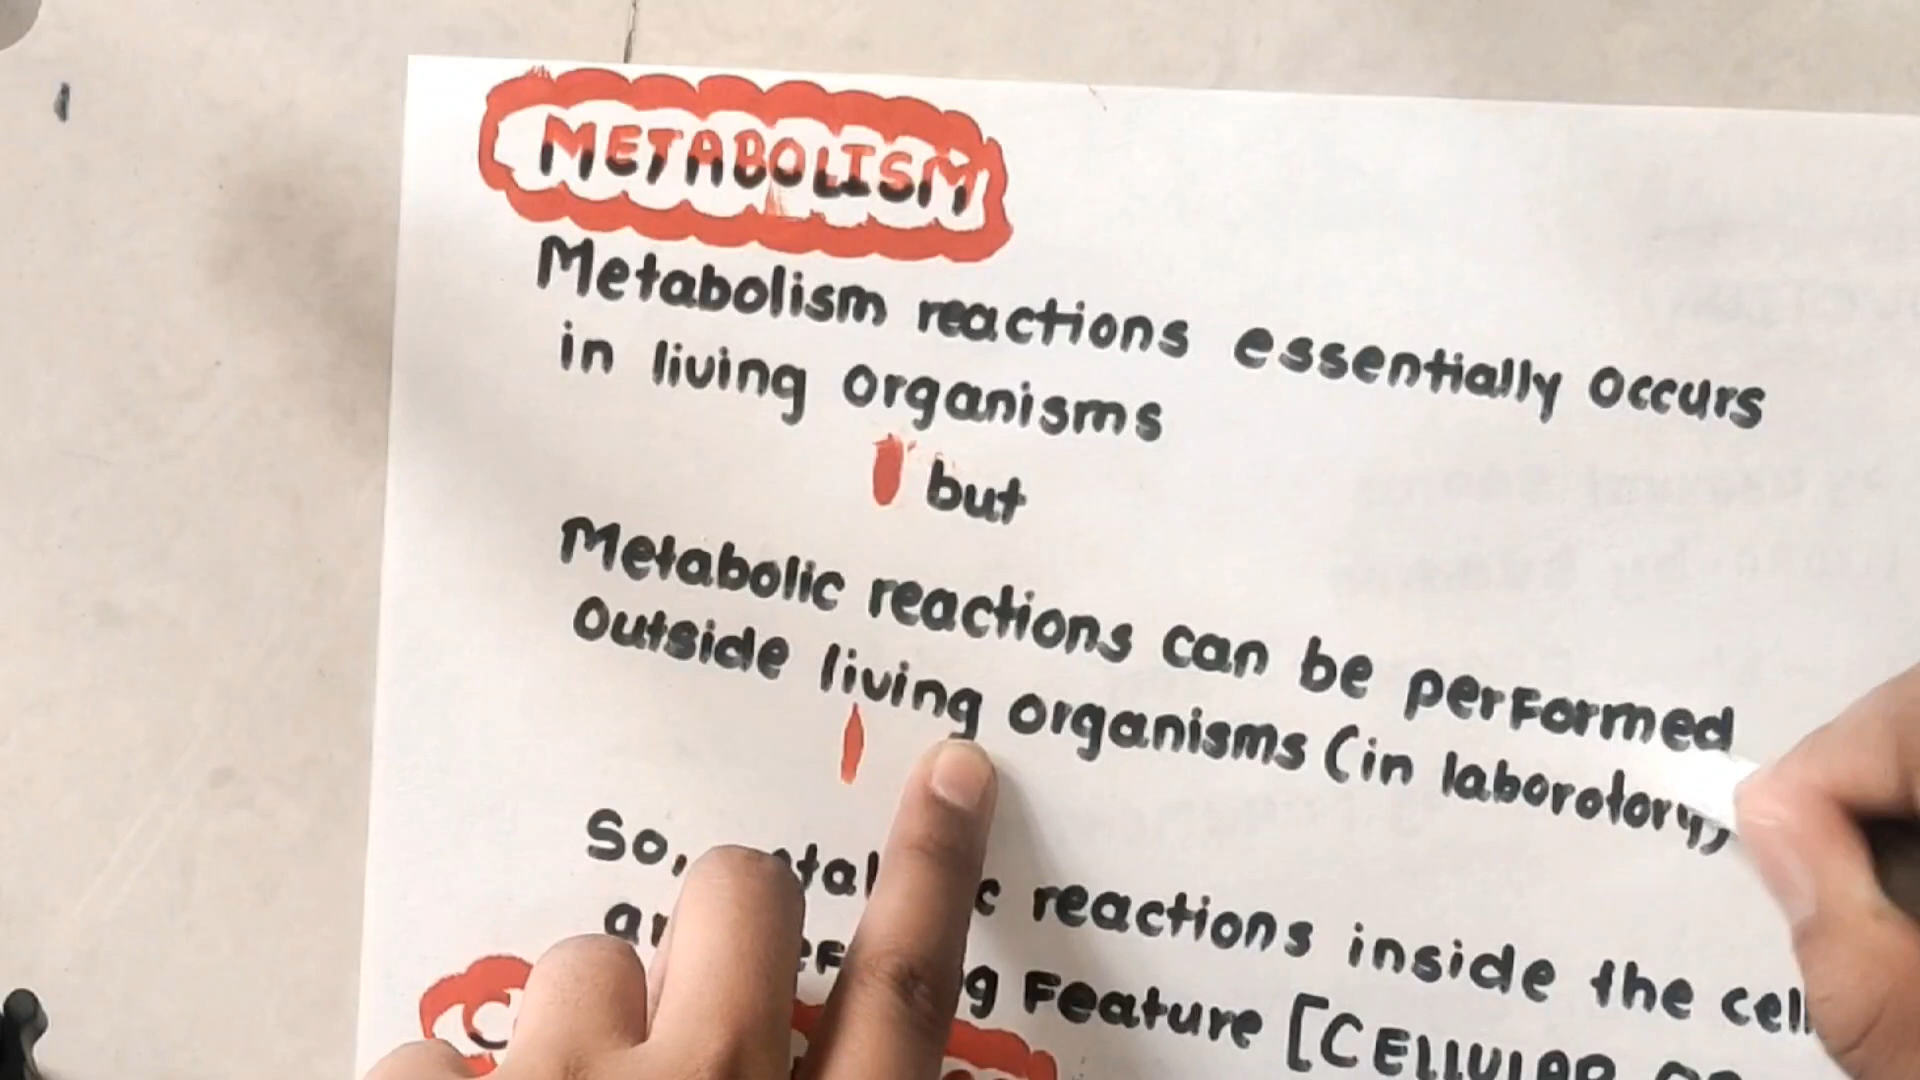 METABOLISM
Metabolism reactions essentially occurs
in living organisms
but
Metabolic reactions can be performed
Outside living organisms (in laborotory)
So, reactions inside the cell
Feature [CELLULAR